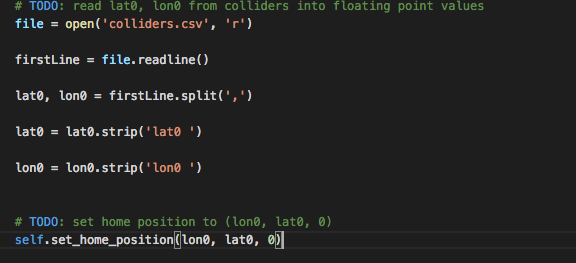 # TODO: read lat0, lon0 from colliders into floating point values
file = open('colliders.csv', 'r')
firstLine = file.readline()
lat0, lon0 = firstLine.split(',')
lat0 = lat0.strip('lat0 ')
lon0 = lon0.strip('lon0 ')
# TODO: set home position to (lon0, lat0, 0)
self.set_home_position(lon0, lat0, 0)